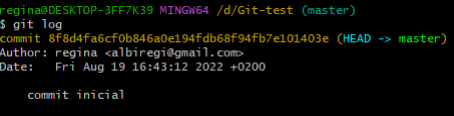 regina@DESKTOP-3FF7K39 MINGW64 /d/Git-test (master)
$ git log
commit 8f8d4fa6cf0b846a0e194fdb68f94fb7e101403e (HEAD -> master)
Author: regina <albiregi@gmail.com>
Date:   Fri Aug 19 16:43:12 2022 +0200
    commit inicial